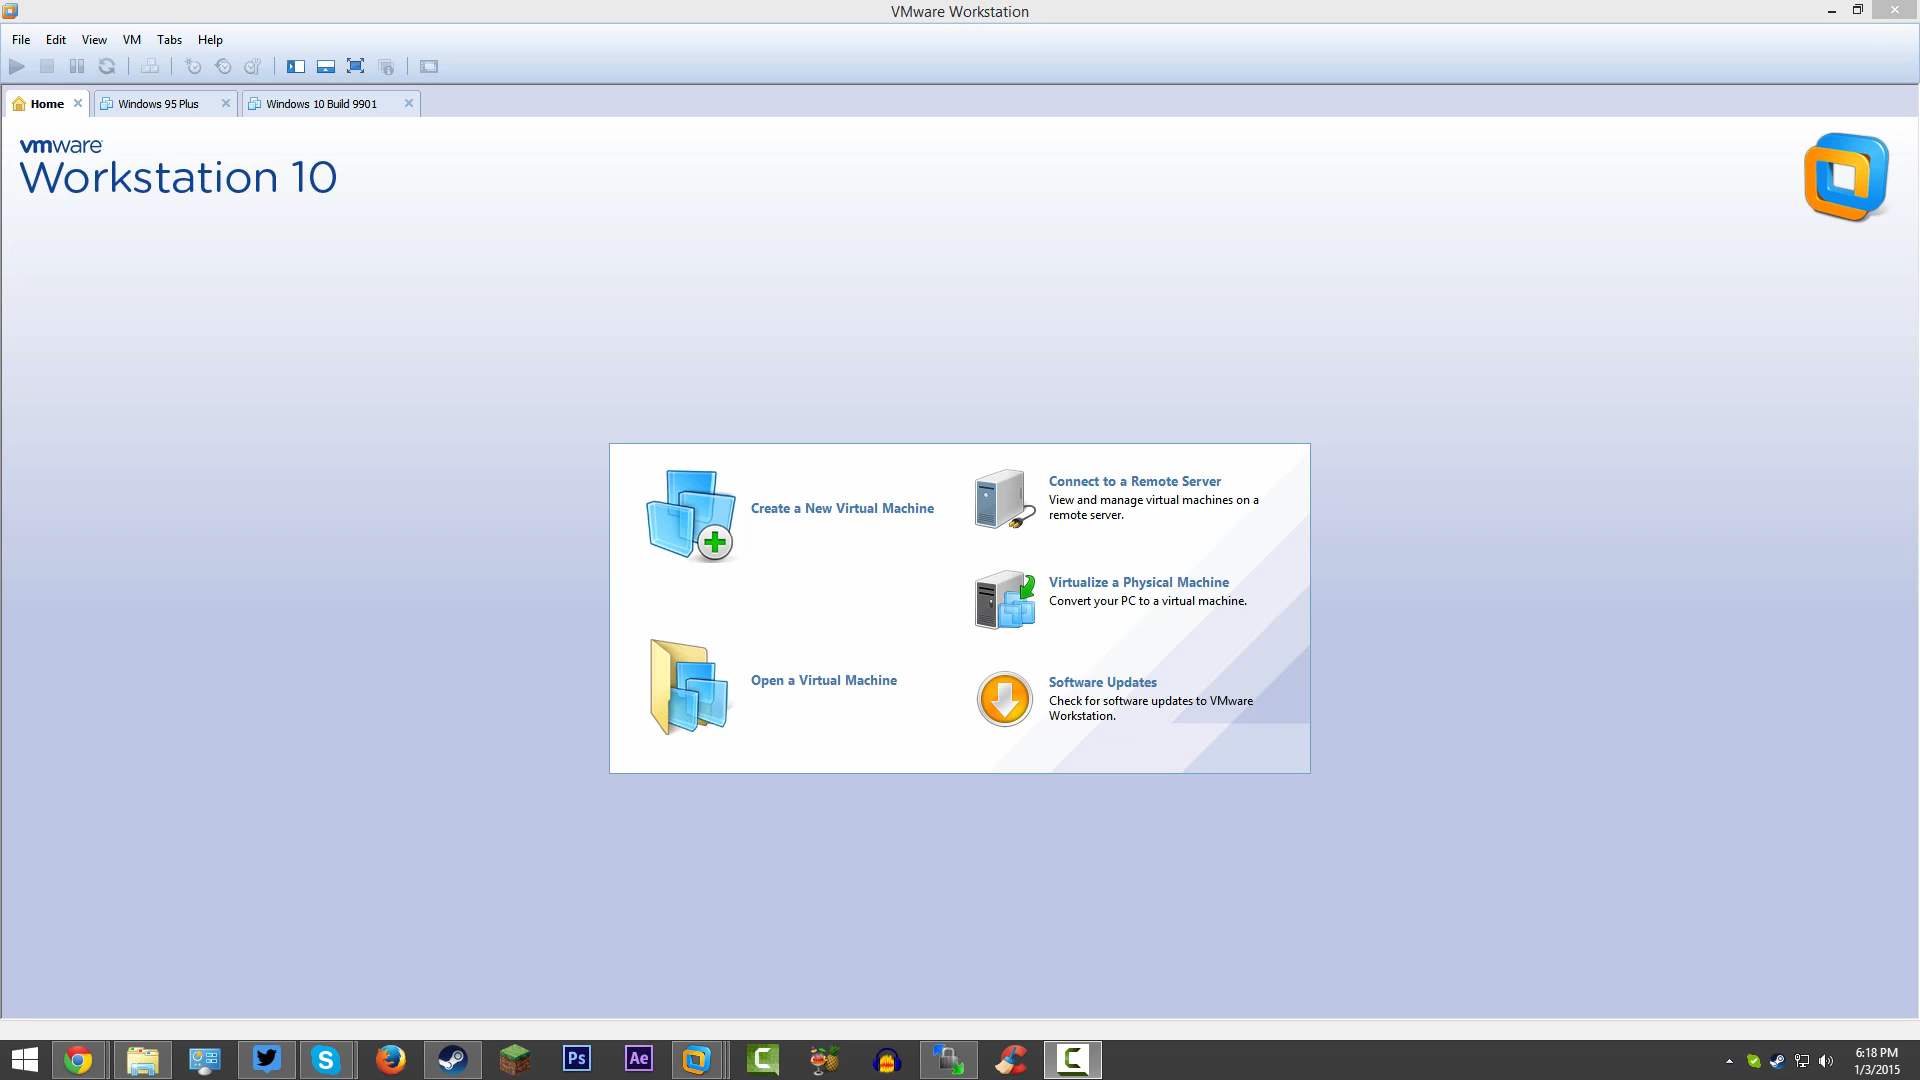 VMware Workstation
File Edit View VM Tabs Help
Home Windows 95 Plus Windows 10 Build 9901
vmware
Workstation 10
Create a New Virtual Machine
Open a Virtual Machine
Connect to a Remote Server
View and manage virtual machines on a
remote server.
Virtualize a Physical Machine
Convert your PC to a virtual machine.
Software Updates
Check for software updates to VMware
Workstation.
Ps Ae
6:18 PM
1/3/2015